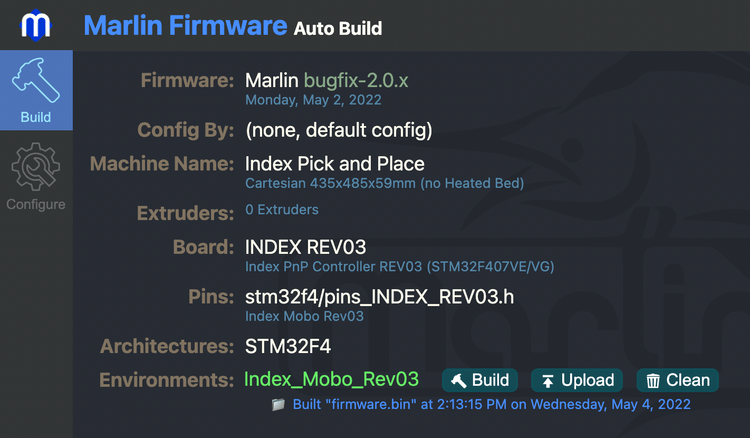 Marlin Firmware Auto Build
Build
Configure
Firmware: Marlin bugfix-2.0.x
Monday, May 2, 2022
Config By: (none, default config)
Machine Name: Index Pick and Place
Cartesian 435x485x59mm (no Heated Bed)
Extruders: 0 Extruders
Board: INDEX REV03
Index PnP Controller REV03 (STM32F407VE/VG)
Pins: stm32f4/pins_INDEX_REV03.h
Index Mobo Rev03
Architectures: STM32F4
Environments: Index_Mobo_Rev03 Build Upload Clean
Built "firmware.bin" at 2:13:15 PM on Wednesday, May 4, 2022
marlin